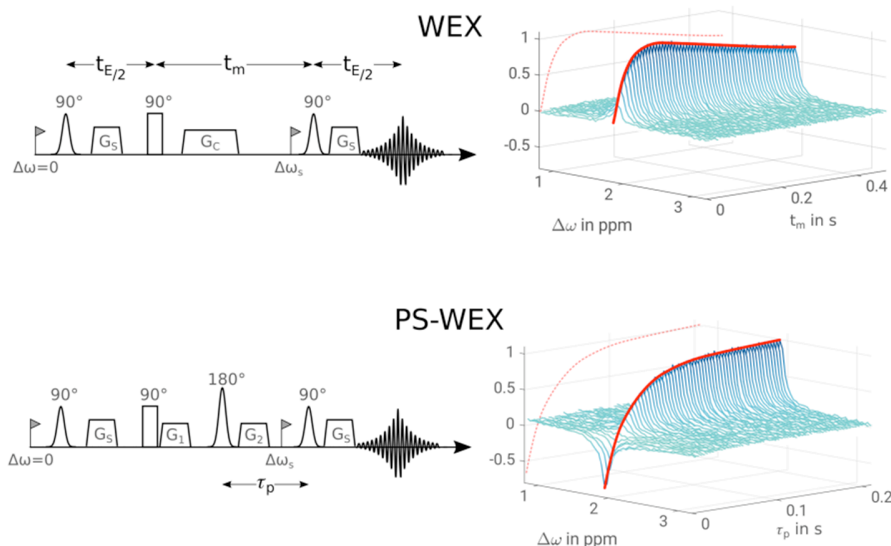 WEX
t_E/2 t_m t_E/2
90° 90° 90°
G_S G_C G_S
Δω=0 Δω_s
1
0.5
0
-0.5
1 2 3
0 0.2 0.4
Δω in ppm
t_m in s
PS-WEX
90° 90° 180° 90°
G_S G_1 G_2 G_S
Δω=0 Δω_s
τ_p
1
0.5
0
-0.5
1 2 3
0 0.1 0.2
Δω in ppm
τ_p in s